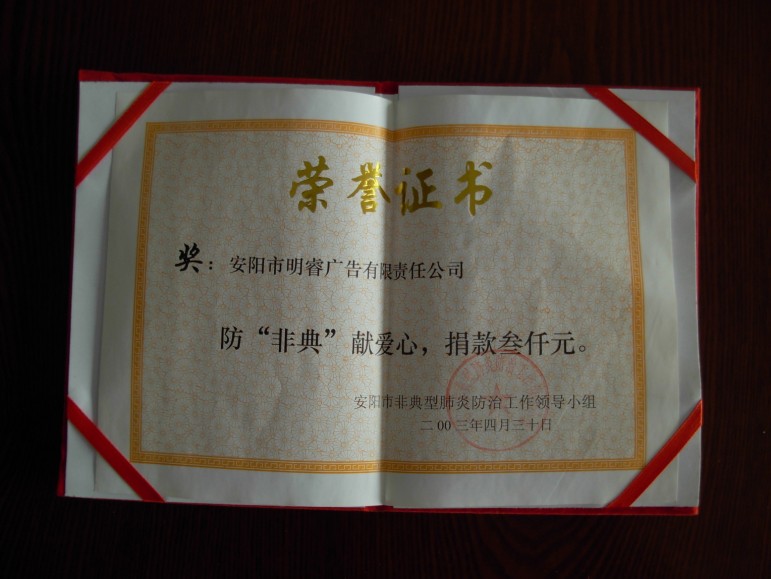 荣誉证书
奖：安阳市明睿广告有限责任公司
防“非典”献爱心，捐款叁仟元。
安阳市非典型肺炎防治工作领导小组
二00三年四月三十日